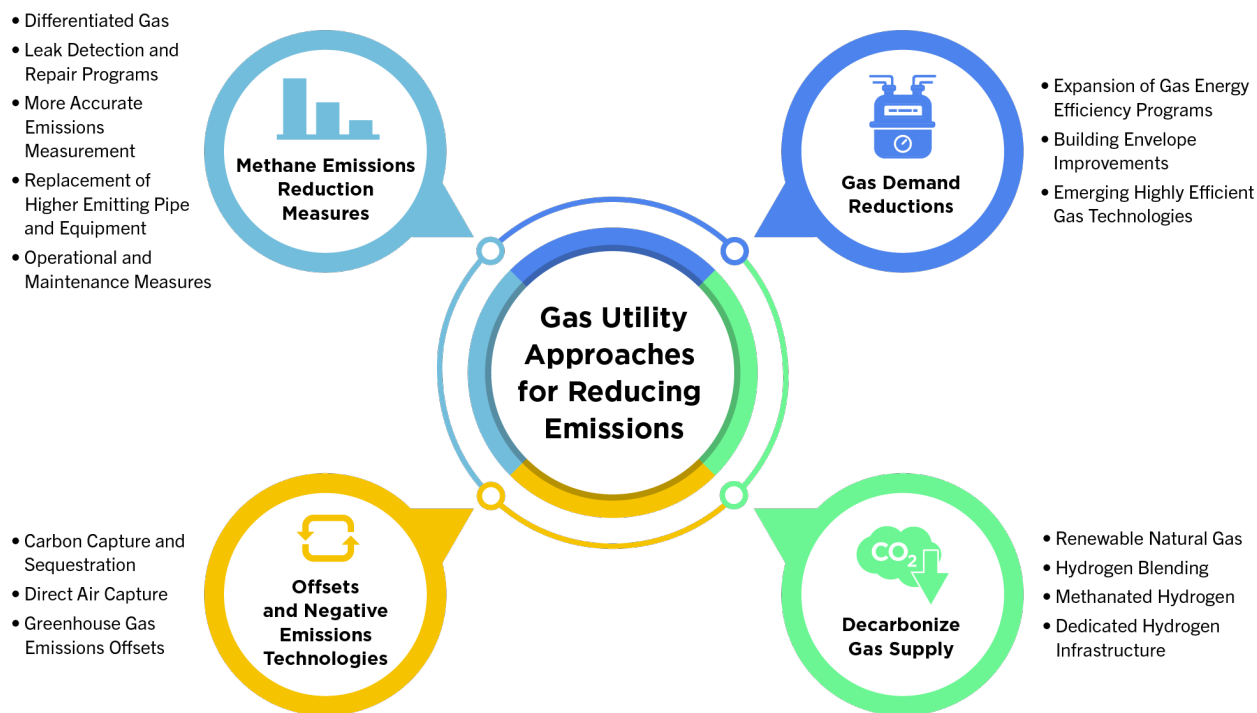 • Differentiated Gas
• Leak Detection and
Repair Programs
• More Accurate
Emissions
Measurement
• Replacement of
Higher Emitting Pipe
and Equipment
• Operational and
Maintenance Measures
Methane Emissions
Reduction
Measures
Gas Demand
Reductions
• Expansion of Gas Energy
Efficiency Programs
• Building Envelope
Improvements
• Emerging Highly Efficient
Gas Technologies
Gas Utility
Approaches
for Reducing
Emissions
• Carbon Capture and
Sequestration
• Direct Air Capture
• Greenhouse Gas
Emissions Offsets
Offsets
and Negative
Emissions
Technologies
CO₂
Decarbonize
Gas Supply
• Renewable Natural Gas
• Hydrogen Blending
• Methanated Hydrogen
• Dedicated Hydrogen
Infrastructure